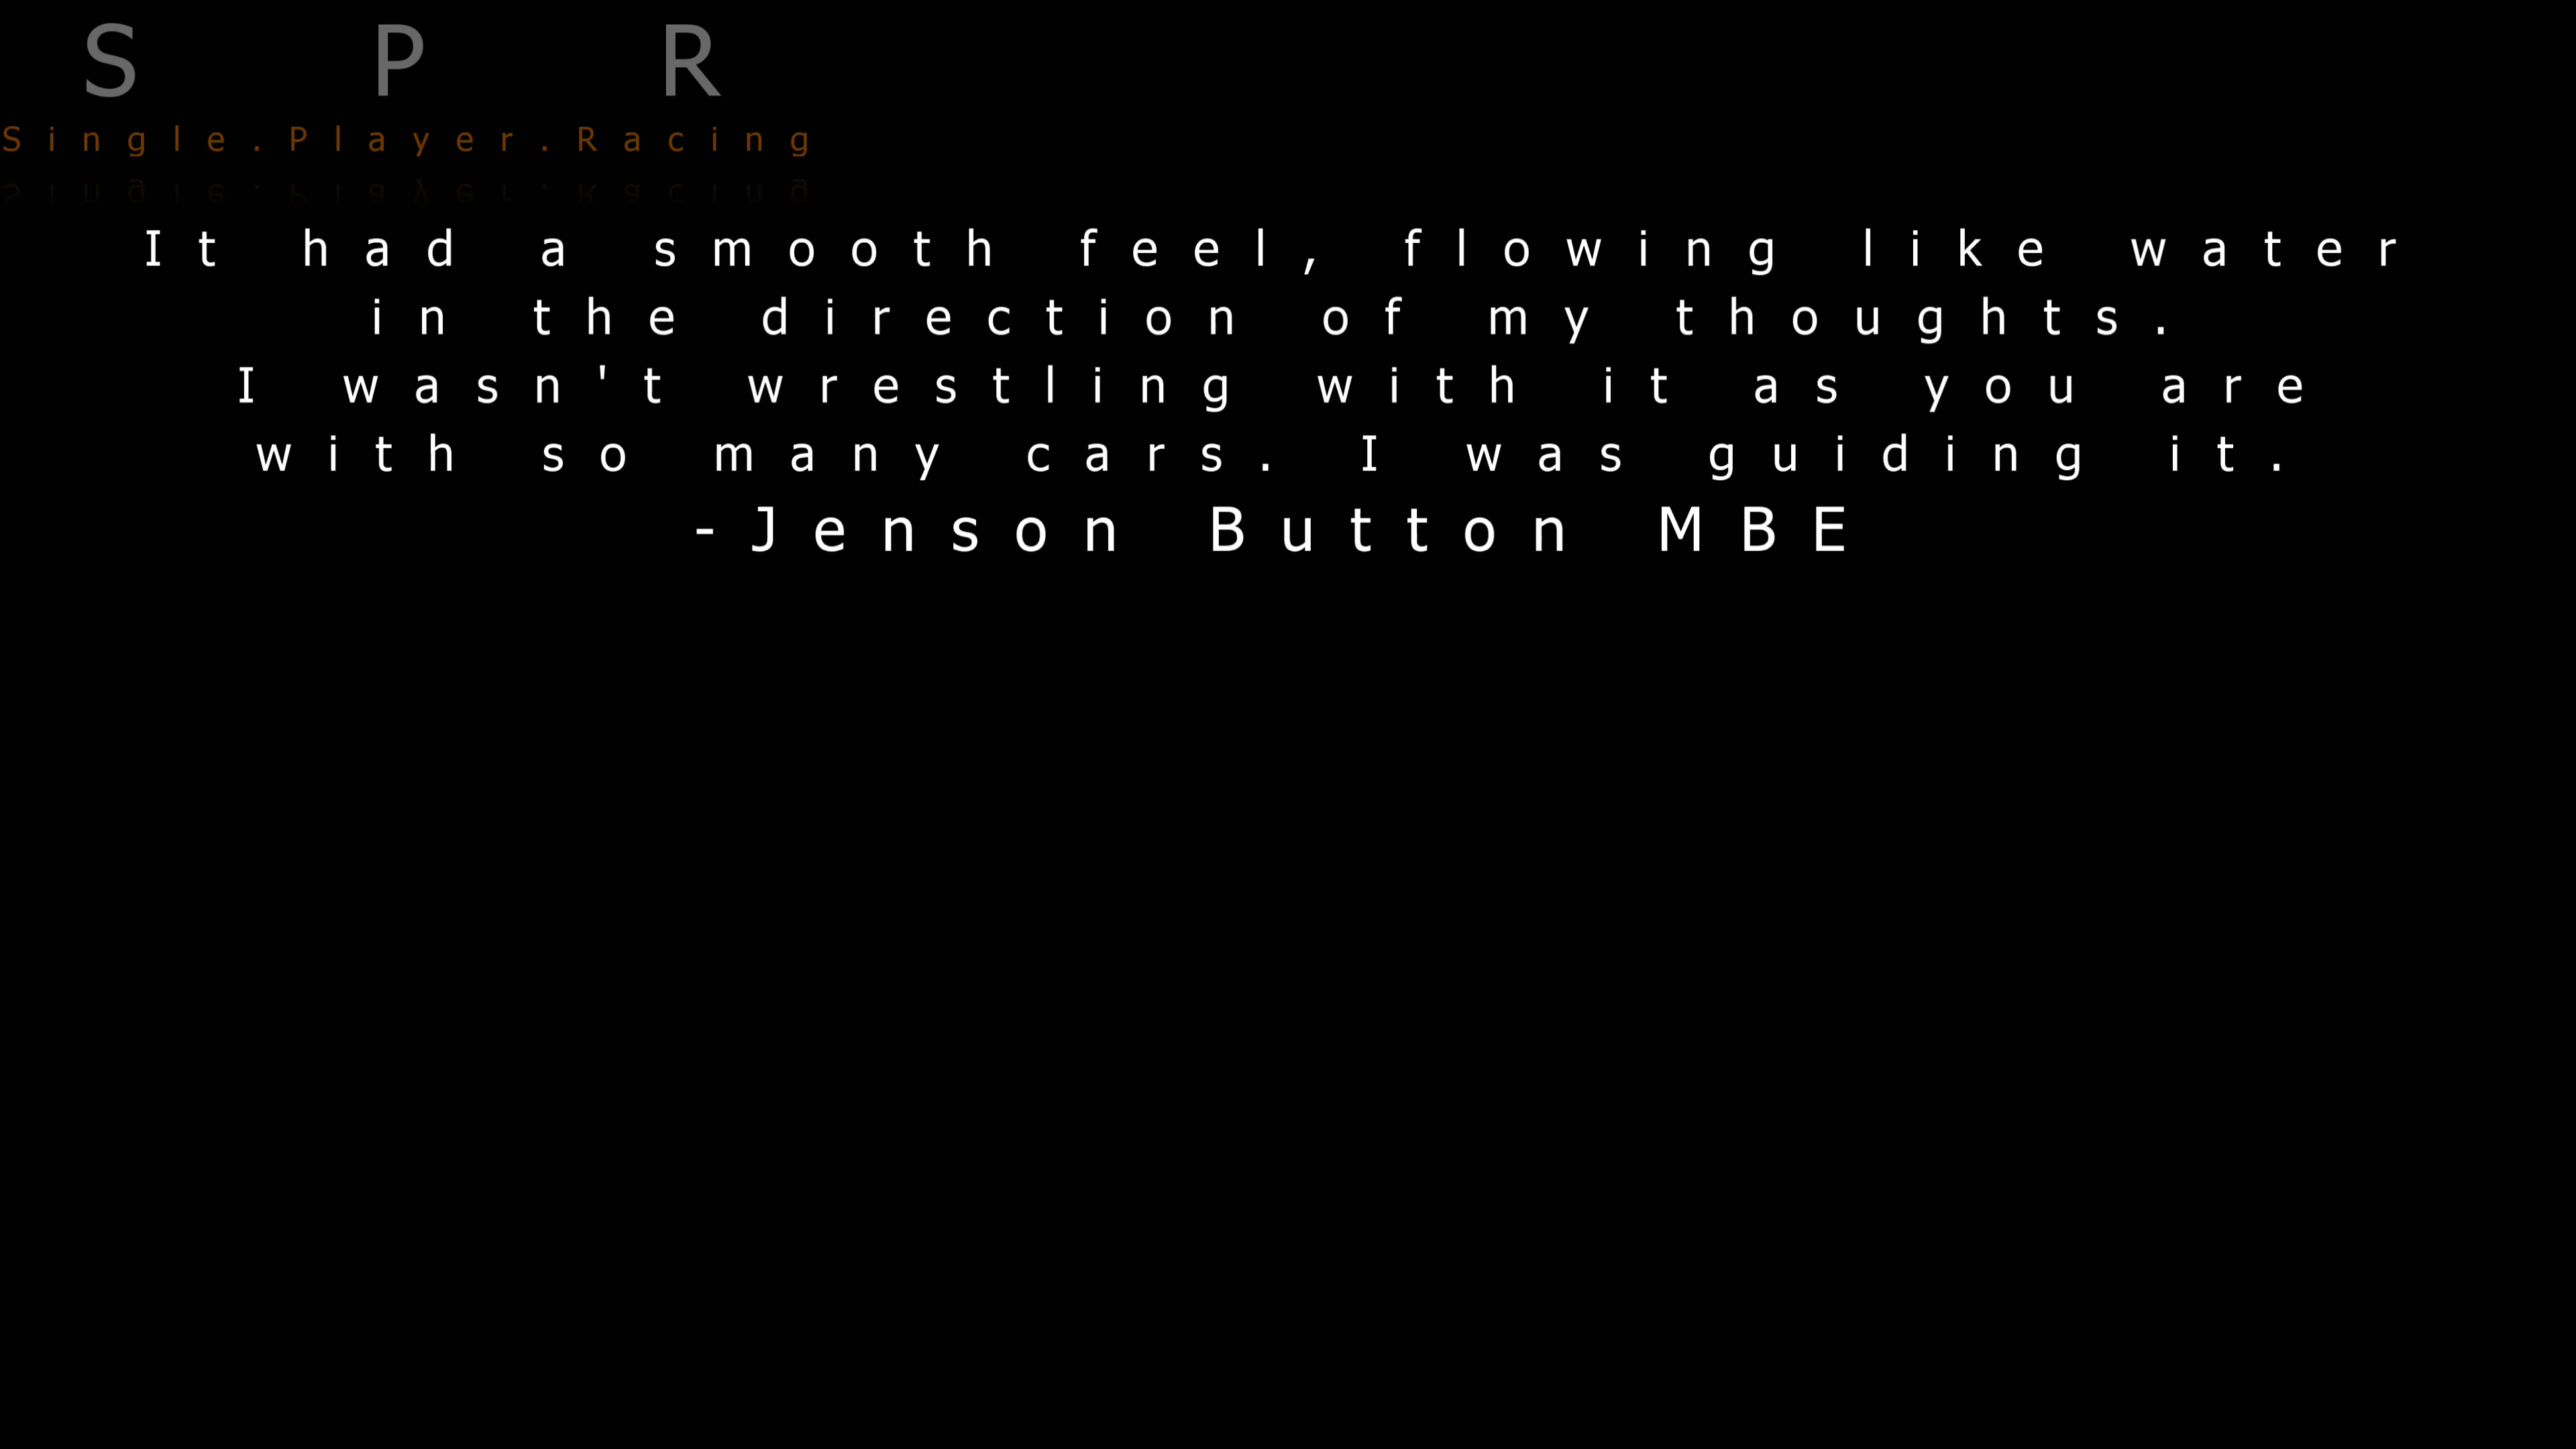 S P R
Single.Player.Racing
It had a smooth feel, flowing like water
in the direction of my thoughts.
I wasn't wrestling with it as you are
with so many cars. I was guiding it.
-Jenson Button MBE